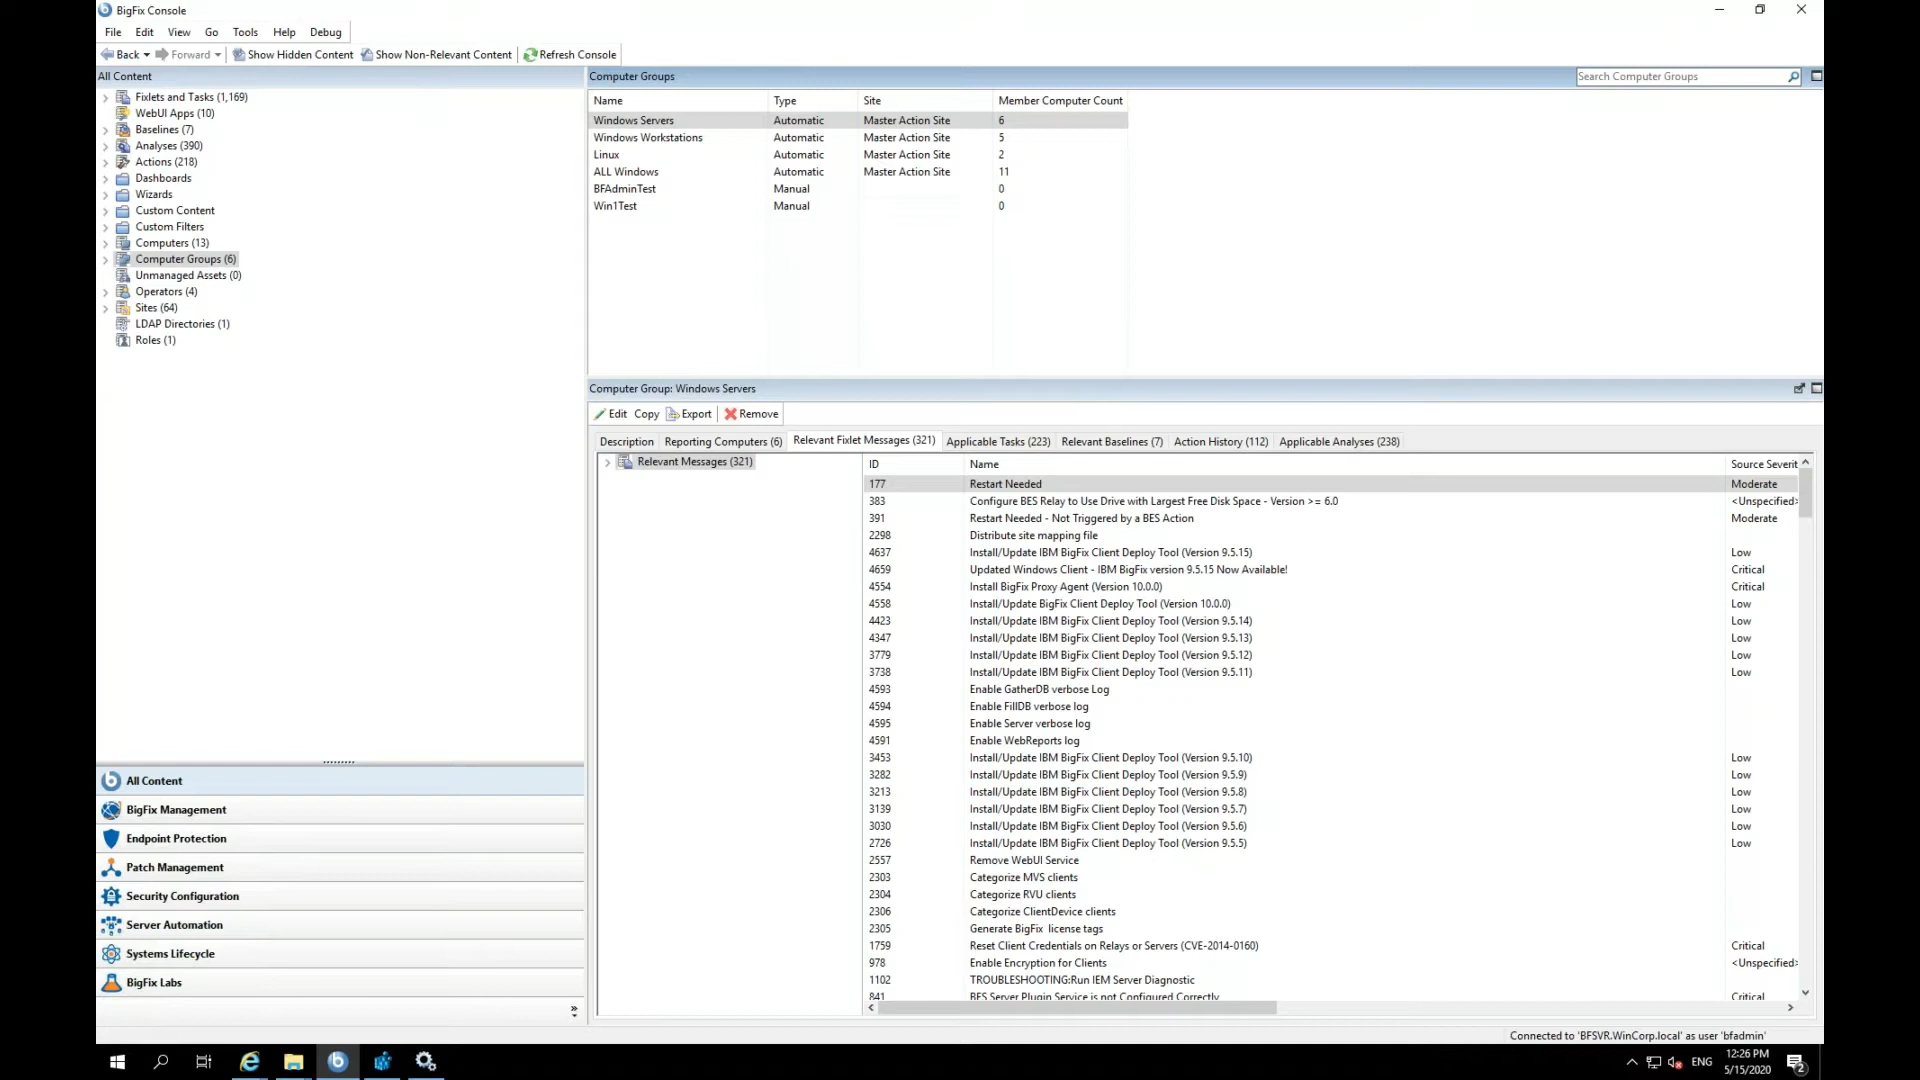 BigFix Console
File Edit View Go Tools Help Debug
Back Forward Show Hidden Content Show Non-Relevant Content Refresh Console
All Content
Fixlets and Tasks (1,169)
WebUI Apps (10)
Baselines (7)
Analyses (390)
Actions (218)
Dashboards
Wizards
Custom Content
Custom Filters
Computers (13)
Computer Groups (6)
Unmanaged Assets (0)
Operators (4)
Sites (64)
LDAP Directories (1)
Roles (1)
All Content
BigFix Management
Endpoint Protection
Patch Management
Security Configuration
Server Automation
Systems Lifecycle
BigFix Labs
Computer Groups Search Computer Groups
Name Type Site Member Computer Count
Windows Servers Automatic Master Action Site 6
Windows Workstations Automatic Master Action Site 5
Linux Automatic Master Action Site 2
ALL Windows Automatic Master Action Site 11
BFAdminTest Manual 0
Win1Test Manual 0
Computer Group: Windows Servers
Edit Copy Export Remove
Description Reporting Computers (6) Relevant Fixlet Messages (321) Applicable Tasks (223) Relevant Baselines (7) Action History (112) Applicable Analyses (238)
Relevant Messages (321)
ID Name Source Severit
177 Restart Needed Moderate
383 Configure BES Relay to Use Drive with Largest Free Disk Space - Version >= 6.0 <Unspecified>
391 Restart Needed - Not Triggered by a BES Action Moderate
2298 Distribute site mapping file
4637 Install/Update IBM BigFix Client Deploy Tool (Version 9.5.15) Low
4659 Updated Windows Client - IBM BigFix version 9.5.15 Now Available! Critical
4554 Install BigFix Proxy Agent (Version 10.0.0) Critical
4558 Install/Update BigFix Client Deploy Tool (Version 10.0.0) Low
4423 Install/Update IBM BigFix Client Deploy Tool (Version 9.5.14) Low
4347 Install/Update IBM BigFix Client Deploy Tool (Version 9.5.13) Low
3779 Install/Update IBM BigFix Client Deploy Tool (Version 9.5.12) Low
3738 Install/Update IBM BigFix Client Deploy Tool (Version 9.5.11) Low
4593 Enable GatherDB verbose Log
4594 Enable FillDB verbose log
4595 Enable Server verbose log
4591 Enable WebReports log
3453 Install/Update IBM BigFix Client Deploy Tool (Version 9.5.10) Low
3282 Install/Update IBM BigFix Client Deploy Tool (Version 9.5.9) Low
3213 Install/Update IBM BigFix Client Deploy Tool (Version 9.5.8) Low
3139 Install/Update IBM BigFix Client Deploy Tool (Version 9.5.7) Low
3030 Install/Update IBM BigFix Client Deploy Tool (Version 9.5.6) Low
2726 Install/Update IBM BigFix Client Deploy Tool (Version 9.5.5) Low
2557 Remove WebUI Service
2303 Categorize MVS clients
2304 Categorize RVU clients
2306 Categorize ClientDevice clients
2305 Generate BigFix license tags
1759 Reset Client Credentials on Relays or Servers (CVE-2014-0160) Critical
978 Enable Encryption for Clients <Unspecified>
1102 TROUBLESHOOTING:Run IEM Server Diagnostic
841 BES Server Plugin Service is not Configured Correctly Critical
Connected to 'BFSVR.WinCorp.local' as user 'bfadmin'
ENG 12:26 PM
5/15/2020
2